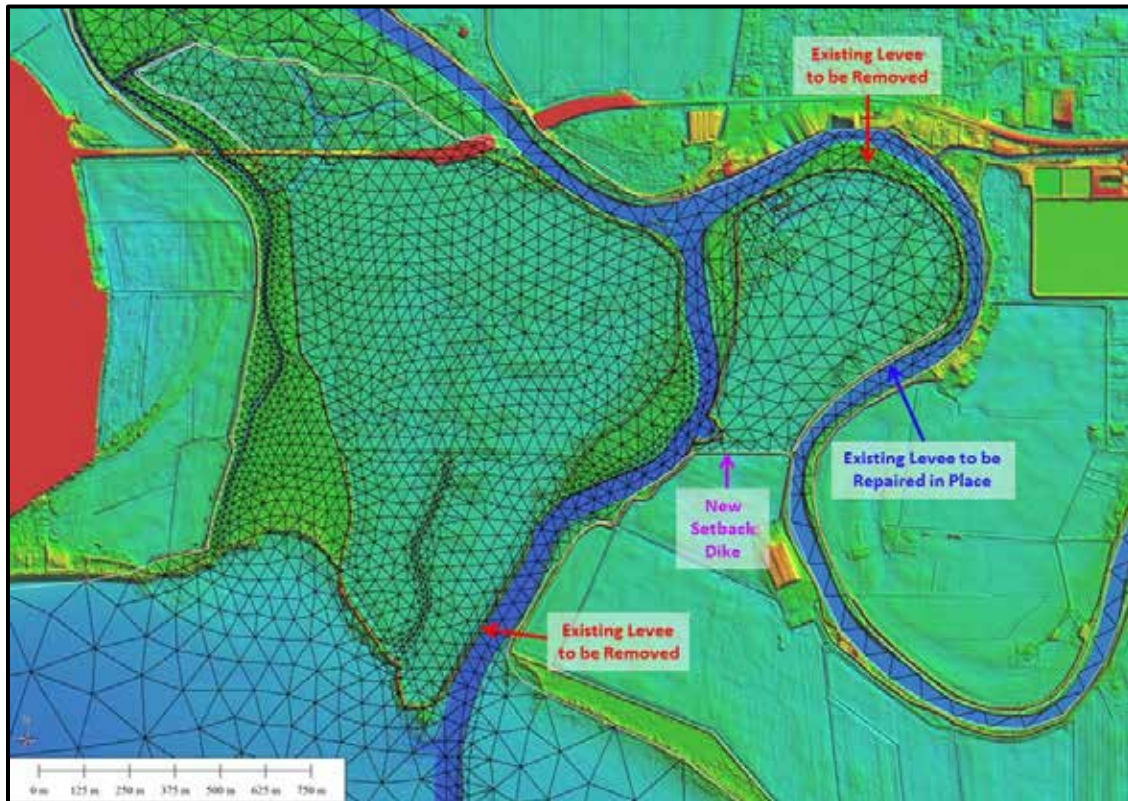 Existing Levee
to be Removed
Existing Levee to be
Repaired in Place
New
Setback
Dike
Existing Levee
to be Removed
0 m 125 m 250 m 375 m 500 m 625 m 750 m